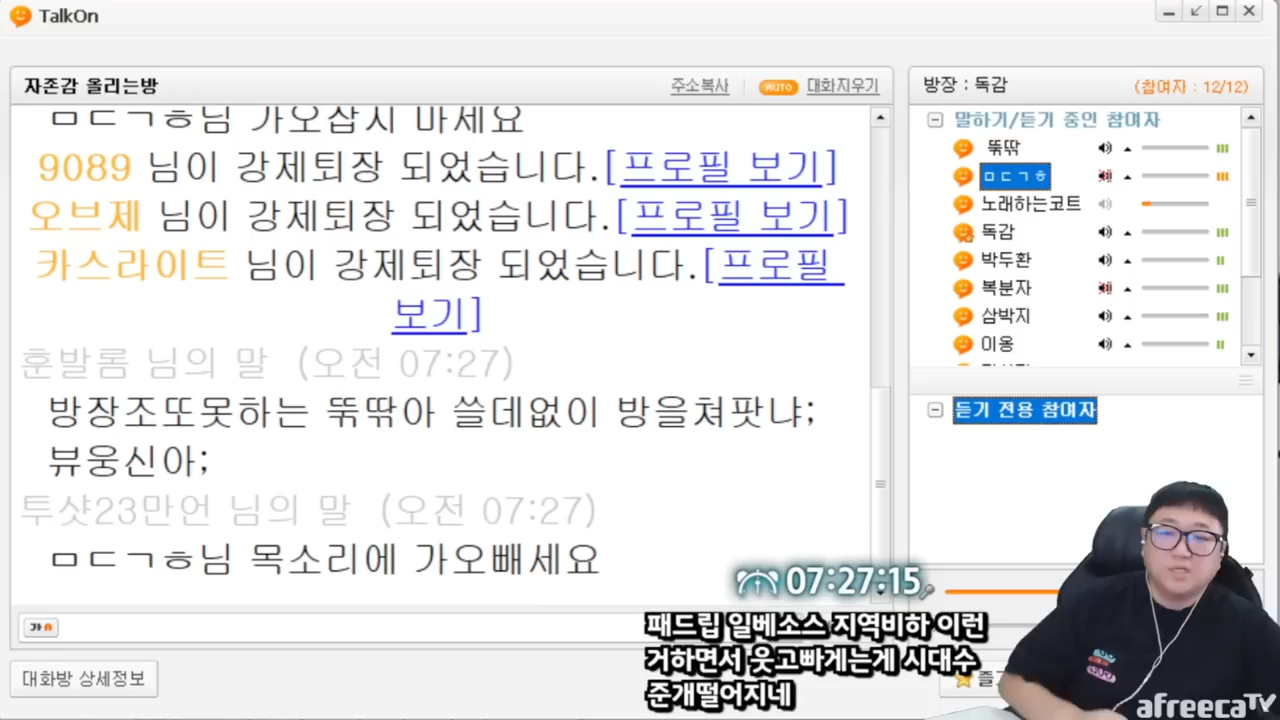 TalkOn
자존감 올리는방
주소복사
AUTO
대화지우기
ㅁㄷㄱㅎ님 가오잡지 마세요
9089 님이 강제퇴장 되었습니다.[프로필 보기]
오브제 님이 강제퇴장 되었습니다.[프로필 보기]
카스라이트 님이 강제퇴장 되었습니다.[프로필
보기]
훈발롬 님의 말 (오전 07:27)
방장조또못하는 뚞딲아 쓸데없이 방을쳐팟냐;
뷰웅신아;
투샷23만언 님의 말 (오전 07:27)
ㅁㄷㄱㅎ님 목소리에 가오빼세요
가
대화방 상세정보
방장 : 독감
(참여자 : 12/12)
말하기/듣기 중인 참여자
뚞딲
ㅁㄷㄱㅎ
노래하는코트
독감
박두환
복분자
삼박지
이옹
듣기 전용 참여자
07:27:15
패드립 일베소스 지역비하 이런
거하면서 웃고빠게는게 시대수
준개떨어지네
즐
afreecaTV